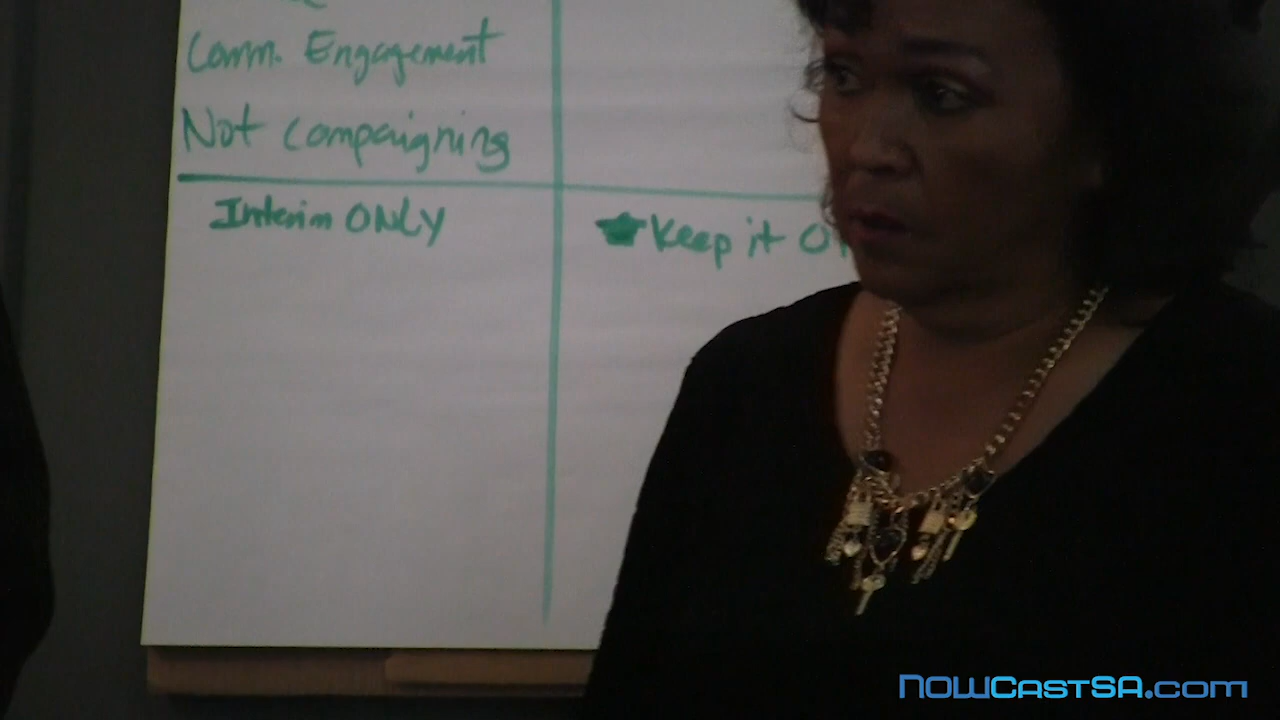 Comm. Engagement
Not Campaigning
Interim ONLY
Keep it
NOWCASTSA.com